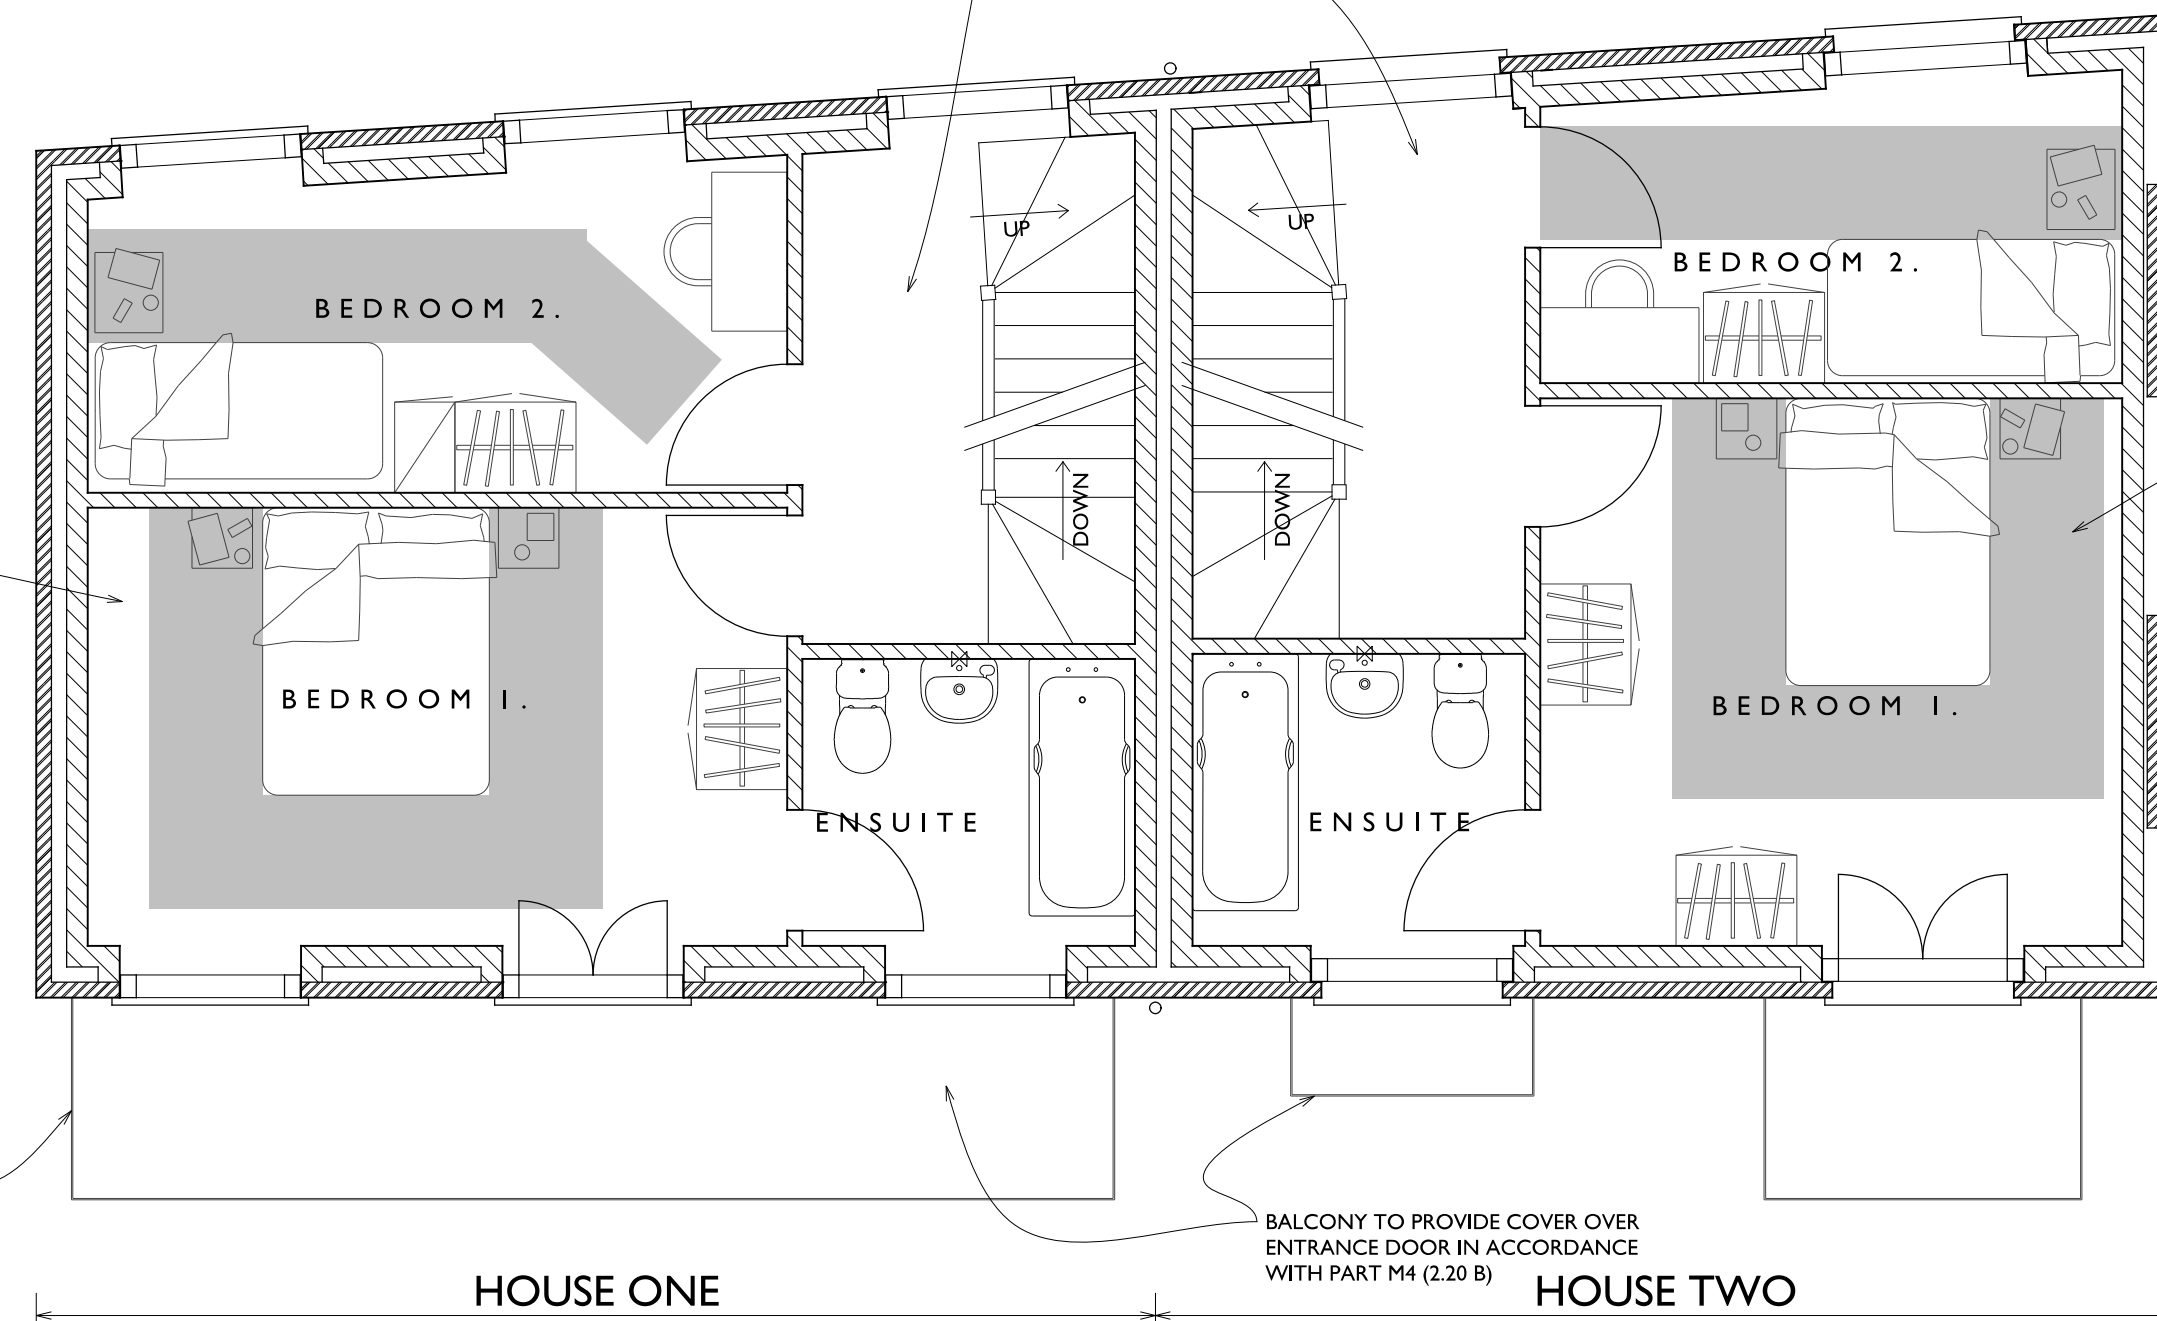 UP
UP
BEDROOM 2.
BEDROOM 2.
DOWN
DOWN
BEDROOM 1.
BEDROOM 1.
ENSUITE
ENSUITE
BALCONY TO PROVIDE COVER OVER
ENTRANCE DOOR IN ACCORDANCE
WITH PART M4 (2.20 B)
HOUSE ONE
HOUSE TWO